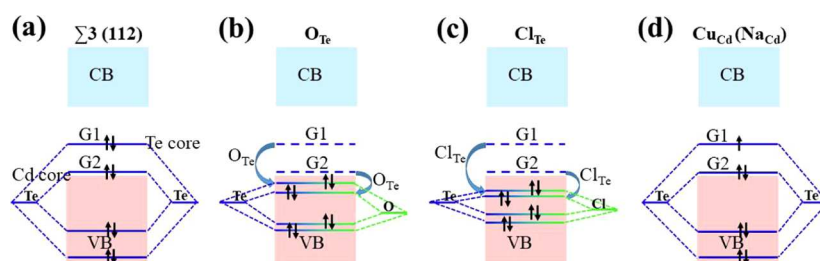 (a) ∑3 (112)
CB
G1
Te core
G2
Cd core
Te
Te
VB
(b) O_Te
CB
G1
O_Te
G2
O_Te
Te
O
VB
(c) Cl_Te
CB
G1
Cl_Te
G2
Cl_Te
Te
Cl
VB
(d) Cu_Cd (Na_Cd)
CB
G1
G2
Te
Te
VB